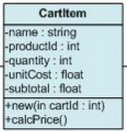 CartItem
-name : string
-productId : int
-quantity : int
-unitCost : float
-subtotal : float
+new(in cartId : int)
+calcPrice()